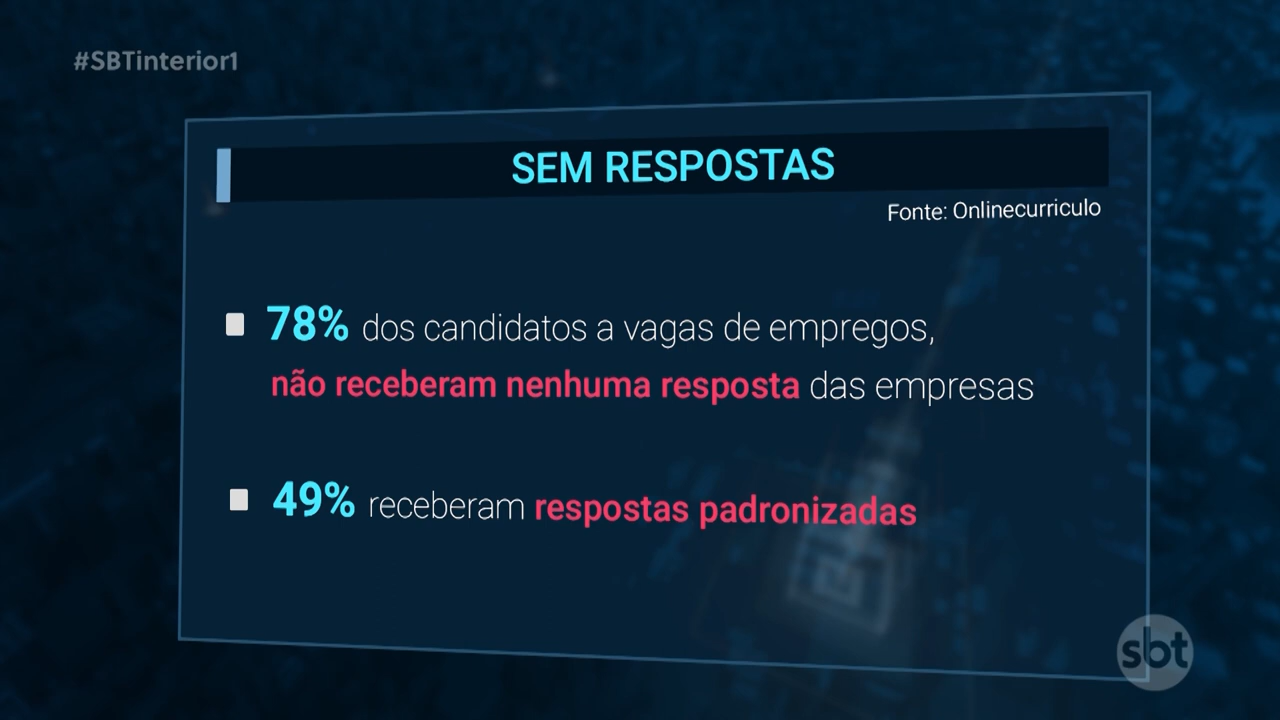 #SBTinterior1
SEM RESPOSTAS
Fonte: Onlinecurriculo
78% dos candidatos a vagas de empregos,
não receberam nenhuma resposta das empresas
49% receberam respostas padronizadas
sbt